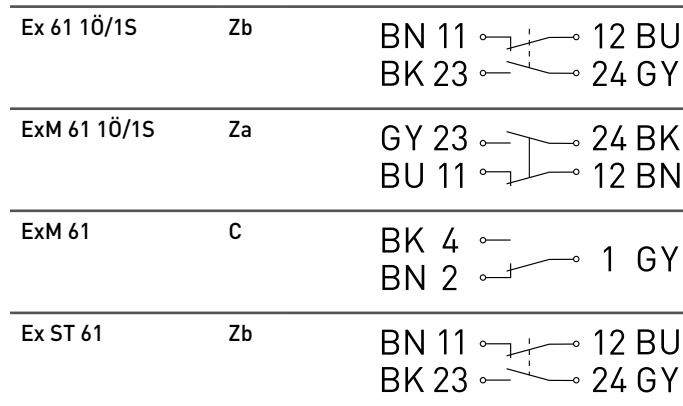 Ex 61 1Ö/1S Zb BN 11 12 BU
BK 23 24 GY
ExM 61 1Ö/1S Za GY 23 24 BK
BU 11 12 BN
ExM 61 C BK 4 1 GY
BN 2
Ex ST 61 Zb BN 11 12 BU
BK 23 24 GY